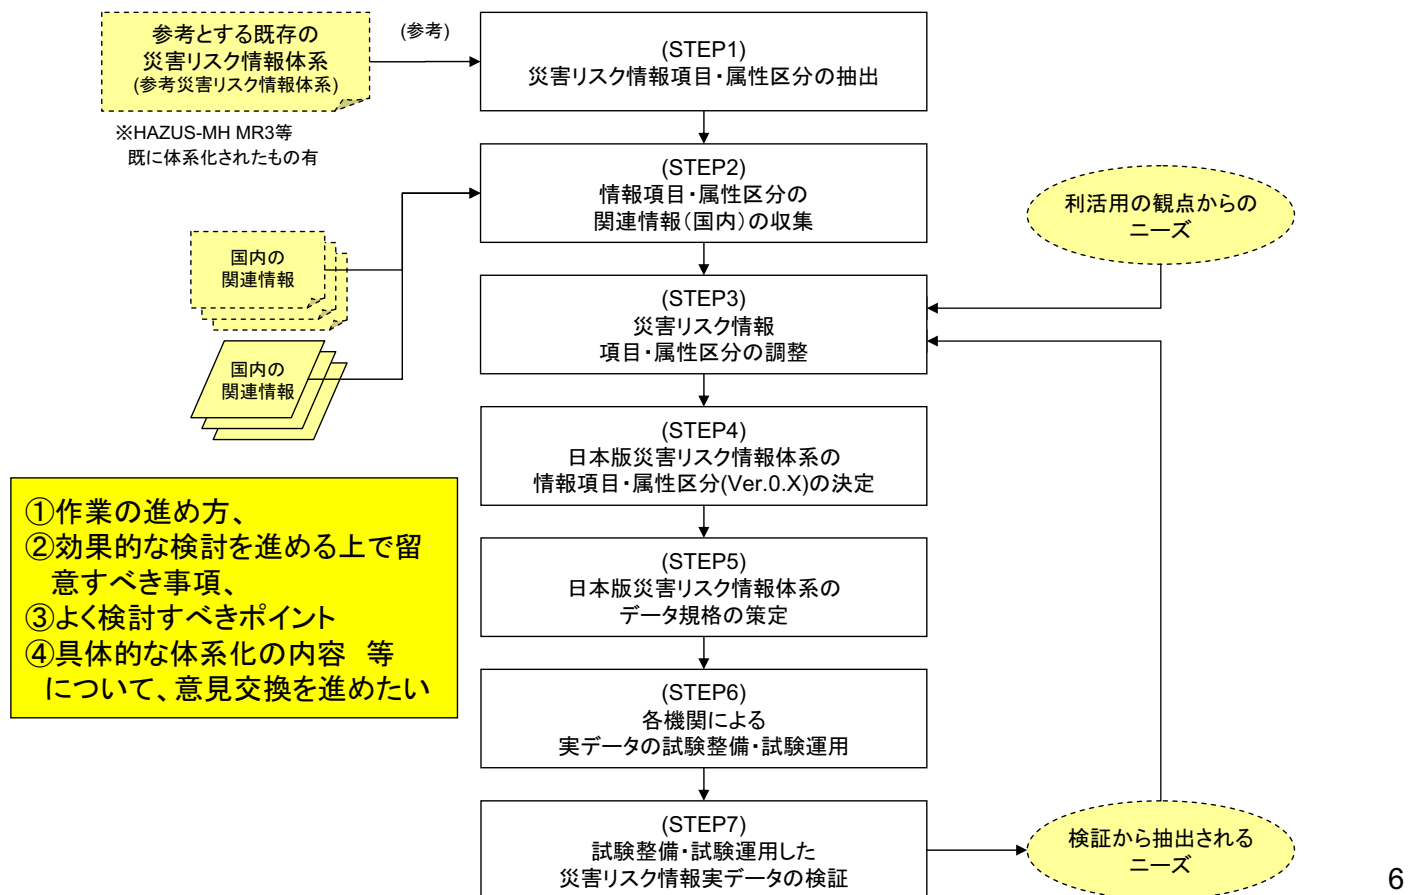 参考とする既存の
災害リスク情報体系
(参考災害リスク情報体系)
(参考)
※HAZUS-MH MR3等
既に体系化されたもの有
(STEP1)
災害リスク情報項目・属性区分の抽出
(STEP2)
情報項目・属性区分の
関連情報(国内)の収集
国内の
関連情報
国内の
関連情報
利活用の観点からの
ニーズ
(STEP3)
災害リスク情報
項目・属性区分の調整
(STEP4)
日本版災害リスク情報体系の
情報項目・属性区分(Ver.0.X)の決定
①作業の進め方、
②効果的な検討を進める上で留
意すべき事項、
③よく検討すべきポイント
④具体的な体系化の内容 等
について、意見交換を進めたい
(STEP5)
日本版災害リスク情報体系の
データ規格の策定
(STEP6)
各機関による
実データの試験整備・試験運用
(STEP7)
試験整備・試験運用した
災害リスク情報実データの検証
検証から抽出される
ニーズ
6